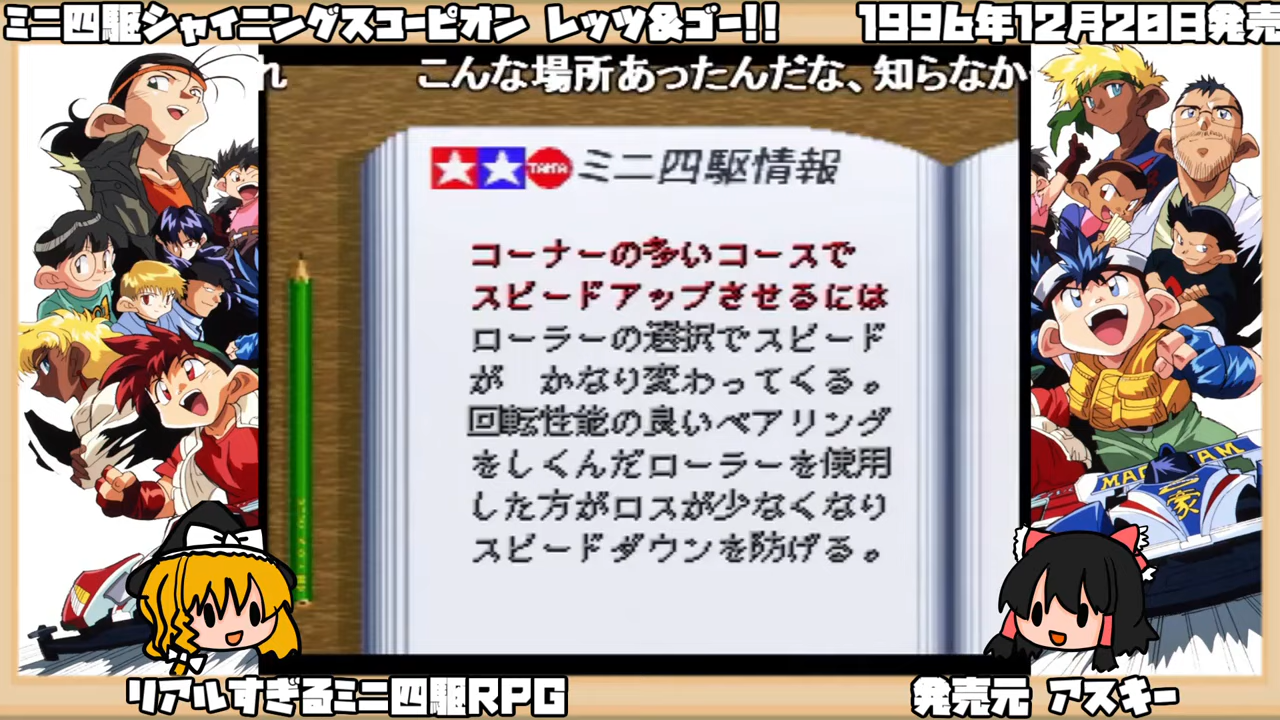 ミニ四駆シャイニングスコーピオン レッツ&ゴー!!
1996年12月20日発売
れ
こんな場所あったんだな、知らなか
TAMA
ミニ四駆情報
コーナーの多いコースで
スピードアップさせるには
ローラーの選択でスピード
が かなり変わってくる。
回転性能の良いベアリング
をしくんだローラーを使用
した方がロスが少なくなり
スピードダウンを防げる。
MAGNUM
豪
リアルすぎるミニ四駆RPG
発売元 アスキー